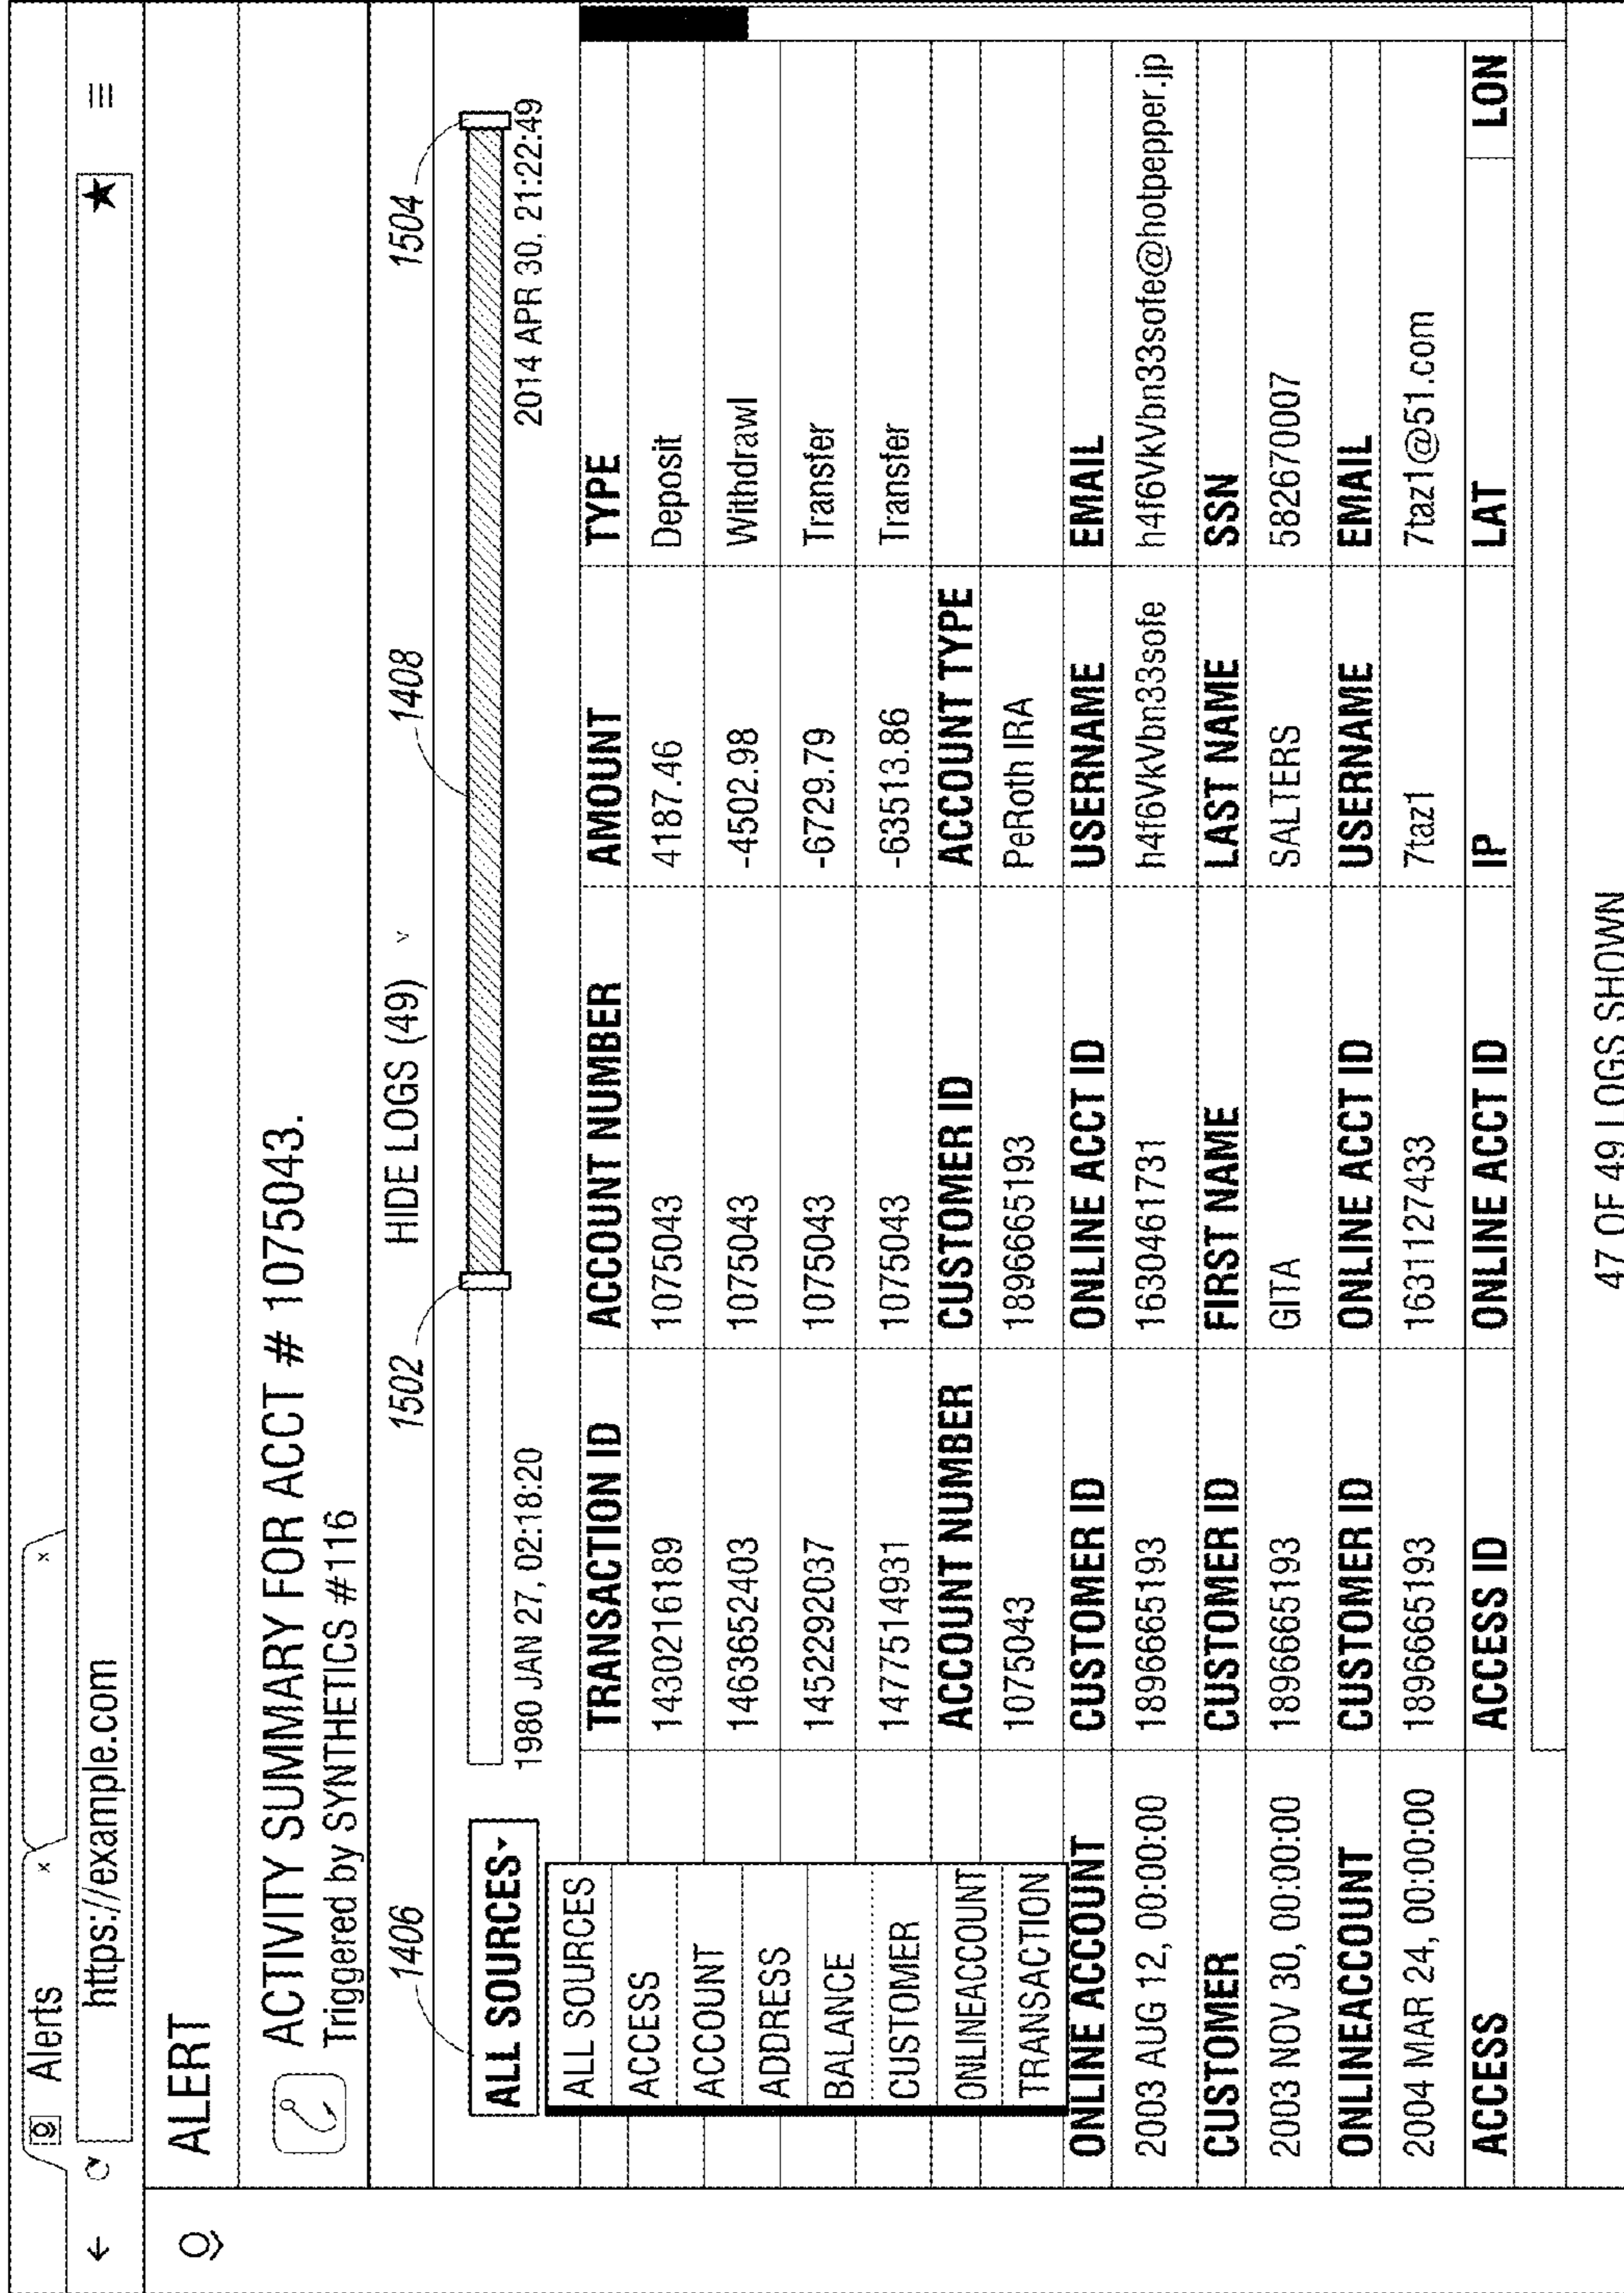 Alerts × ×
https://example.com
ALERT
ACTIVITY SUMMARY FOR ACCT # 1075043.
Triggered by SYNTHETICS #116
HIDE LOGS (49) v
1406 1502 1408 1504
ALL SOURCES
1980 JAN 27, 02:18:20 2014 APR 30, 21:22:49
ALL SOURCES
ACCESS
ACCOUNT
ADDRESS
BALANCE
CUSTOMER
ONLINEACCOUNT
TRANSACTION
TRANSACTION ID ACCOUNT NUMBER AMOUNT TYPE
1430216189 1075043 4187.46 Deposit
1463652403 1075043 -4502.98 Withdrawl
1452292037 1075043 -6729.79 Transfer
1477514931 1075043 -63513.86 Transfer
ACCOUNT NUMBER CUSTOMER ID ACCOUNT TYPE
1075043 1896665193 PeRoth IRA
ONLINE ACCOUNT CUSTOMER ID ONLINE ACCT ID USERNAME EMAIL
2003 AUG 12, 00:00:00 1896665193 1630461731 h4f6VkVbn33sofe h4f6VkVbn33sofe@hotpepper.jp
CUSTOMER CUSTOMER ID FIRST NAME LAST NAME SSN
2003 NOV 30, 00:00:00 1896665193 GITA SALTERS 582670007
ONLINEACCOUNT CUSTOMER ID ONLINE ACCT ID USERNAME EMAIL
2004 MAR 24, 00:00:00 1896665193 1631127433 7taz1 7taz1@51.com
ACCESS ACCESS ID ONLINE ACCT ID IP LAT LON
47 OF 49 LOGS SHOWN